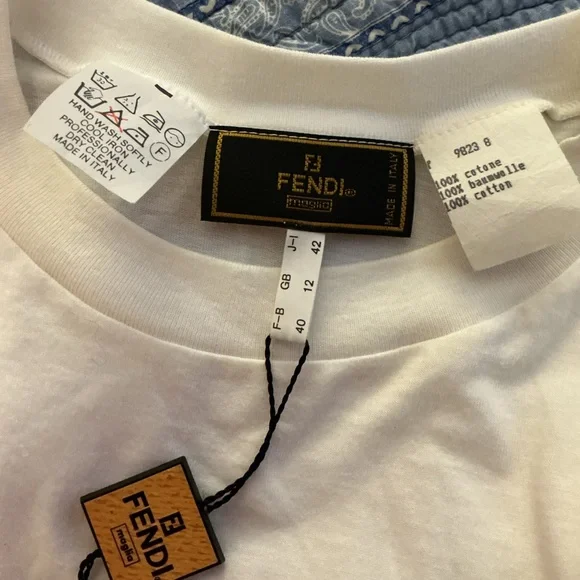 HAND WASH SOFTLY
COOL IRON
PROFESSIONALLY
DRY CLEAN
MADE IN ITALY
F
FENDI®
maglia
MADE IN ITALY
9823 8
100% cotone
100% baumwolle
100% cotton
J-I 42
GB 12
F-B 40
FENDI
maglia